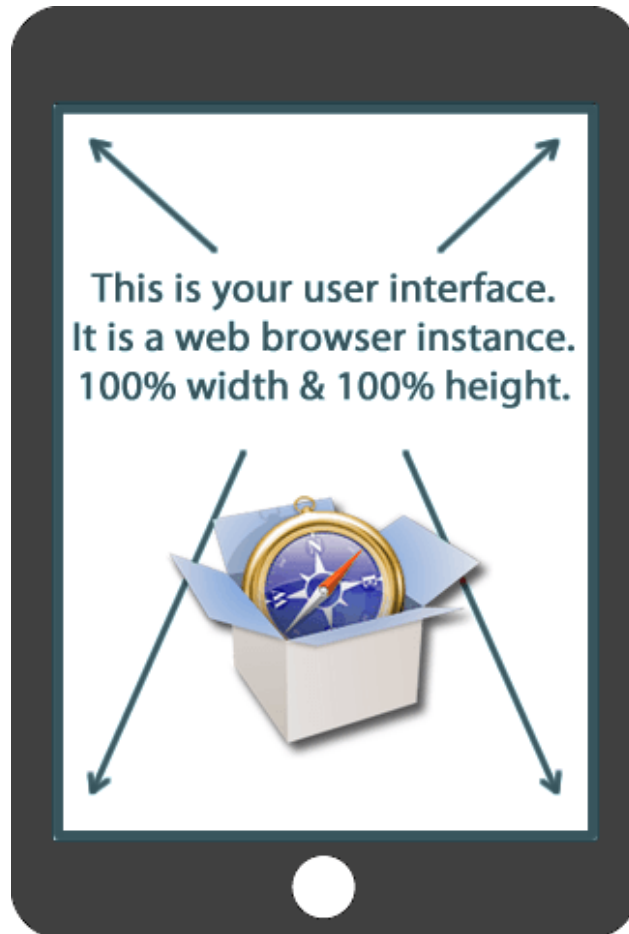 This is your user interface.
It is a web browser instance.
100% width & 100% height.
N
E
W